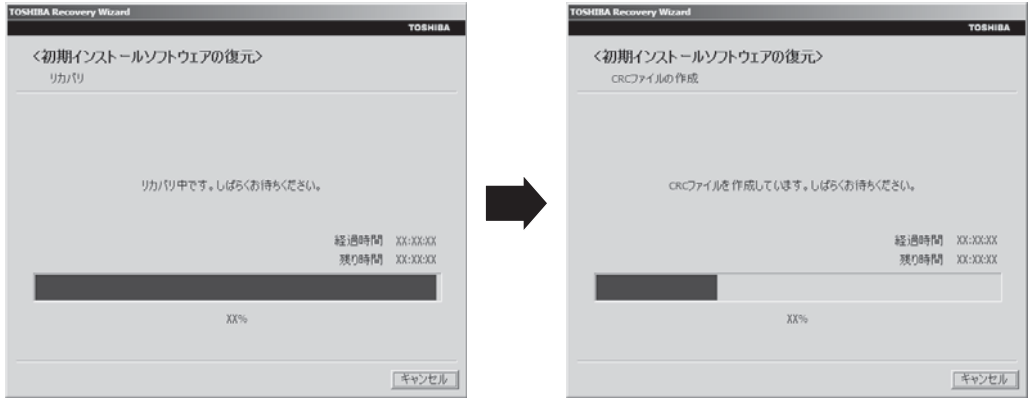 TOSHIBA Recovery Wizard
TOSHIBA
<初期インストールソフトウェアの復元>
リカバリ
リカバリ中です。しばらくお待ちください。
経過時間 XX:XX:XX
残り時間 XX:XX:XX
XX%
キャンセル
TOSHIBA Recovery Wizard
TOSHIBA
<初期インストールソフトウェアの復元>
CRCファイルの作成
CRCファイルを作成しています。しばらくお待ちください。
経過時間 XX:XX:XX
残り時間 XX:XX:XX
XX%
キャンセル